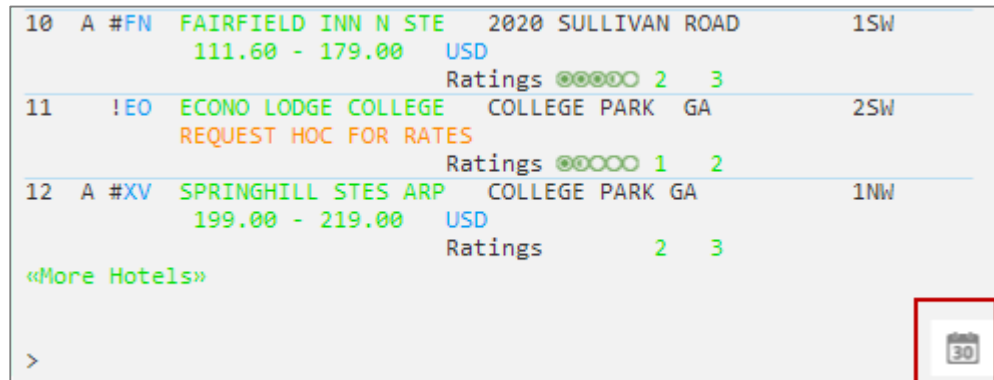 10 A #FN FAIRFIELD INN N STE 2020 SULLIVAN ROAD 1SW
111.60 - 179.00 USD
Ratings 2 3
11 !EO ECONO LODGE COLLEGE COLLEGE PARK GA 2SW
REQUEST HOC FOR RATES
Ratings 1 2
12 A #XV SPRINGHILL STES ARP COLLEGE PARK GA 1NW
199.00 - 219.00 USD
Ratings 2 3
«More Hotels»
>
30